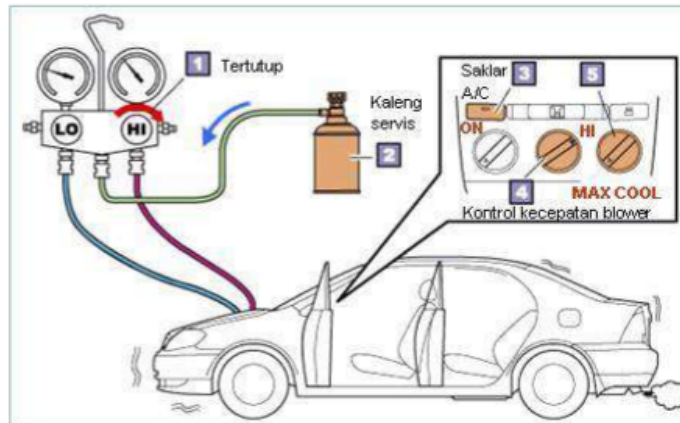 1 Tertutup
LO
HI
Kaleng
servis
2
Saklar 3
A/C
5
ON
HI
4
MAX COOL
Kontrol kecepatan blower